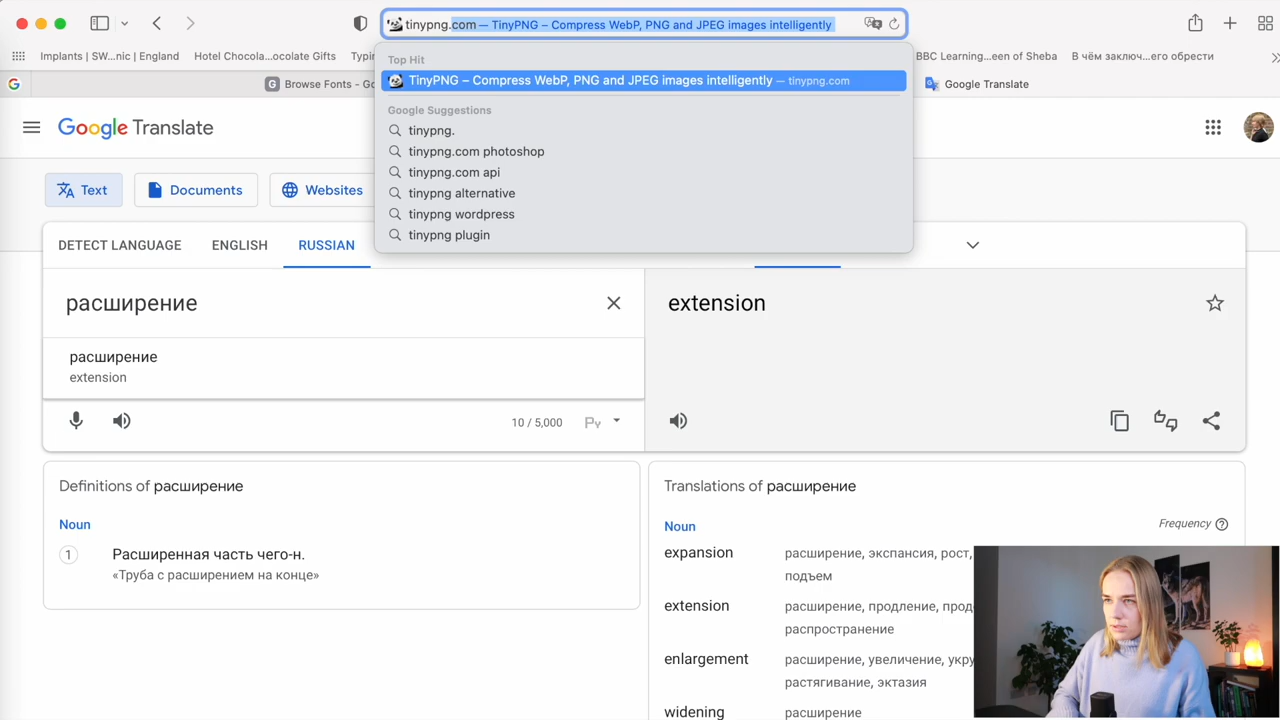 tinypng.com — TinyPNG – Compress WebP, PNG and JPEG images intelligently
Implants | SW...nic | England
Hotel Chocola...ocolate Gifts
BBC Learning...een of Sheba
В чём заключ...го обрести
G Browse Fonts - Go
Google Translate
Top Hit
TinyPNG – Compress WebP, PNG and JPEG images intelligently — tinypng.com
Google Suggestions
tinypng.
tinypng.com photoshop
tinypng.com api
tinypng alternative
tinypng wordpress
tinypng plugin
Google Translate
Text
Documents
Websites
DETECT LANGUAGE
ENGLISH
RUSSIAN
расширение
extension
расширение
extension
10 / 5,000
Definitions of расширение
Noun
1 Расширенная часть чего-н.
«Труба с расширением на конце»
Translations of расширение
Noun
Frequency
expansion
расширение, экспансия, рост,
подъем
extension
расширение, продление, прод
распространение
enlargement
расширение, увеличение, укру
растягивание, эктазия
widening
расширение